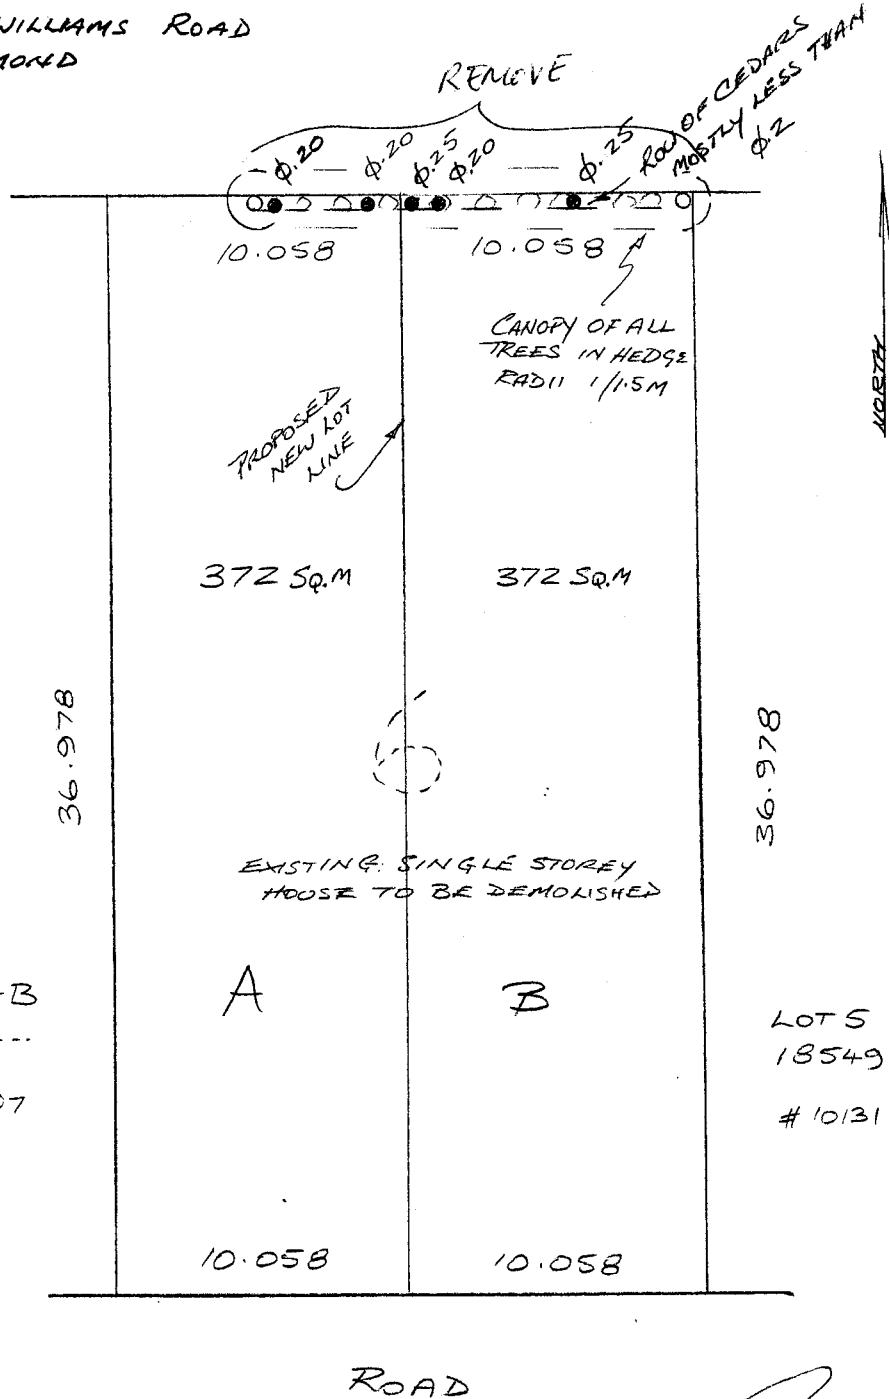 WILLIAMS ROAD
MOND
REMOVE
ROW OF CEDARS
MOSTLY LESS THAN
φ.2
φ.20 φ.20 φ.25 φ.20 φ.25
10.058 10.058
CANOPY OF ALL
TREES IN HEDGE
RADII 1/1.5M
NORTH
PROPOSED
NEW LOT
LINE
372 SQ.M 372 SQ.M
36.978 36.978
6
EXISTING SINGLE STOREY
HOUSE TO BE DEMOLISHED
A B
B
LOT 5
18549
07
# 10131
10.058 10.058
ROAD